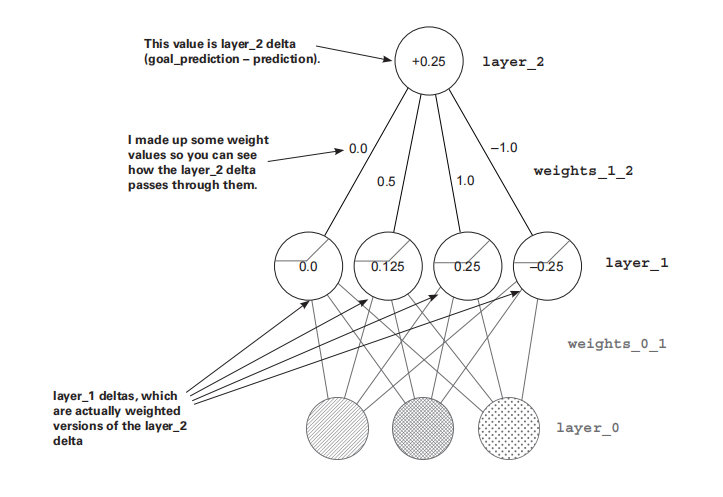 This value is layer_2 delta
(goal_prediction – prediction).
+0.25
layer_2
I made up some weight
values so you can see
how the layer_2 delta
passes through them.
0.0
0.5
1.0
–1.0
weights_1_2
0.0
0.125
0.25
–0.25
layer_1
weights_0_1
layer_1 deltas, which
are actually weighted
versions of the layer_2
delta
layer_0